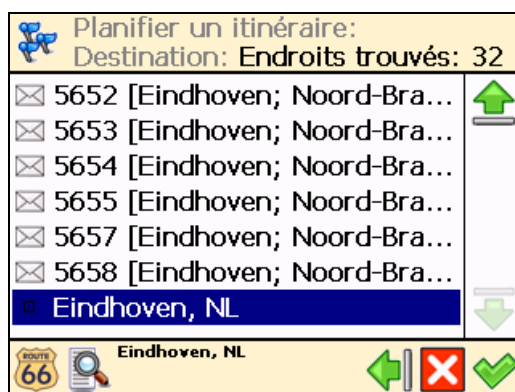 Planifier un itinéraire:
Destination: Endroits trouvés: 32
5652 [Eindhoven; Noord-Bra...
5653 [Eindhoven; Noord-Bra...
5654 [Eindhoven; Noord-Bra...
5655 [Eindhoven; Noord-Bra...
5657 [Eindhoven; Noord-Bra...
5658 [Eindhoven; Noord-Bra...
Eindhoven, NL
ROUTE
66
Eindhoven, NL